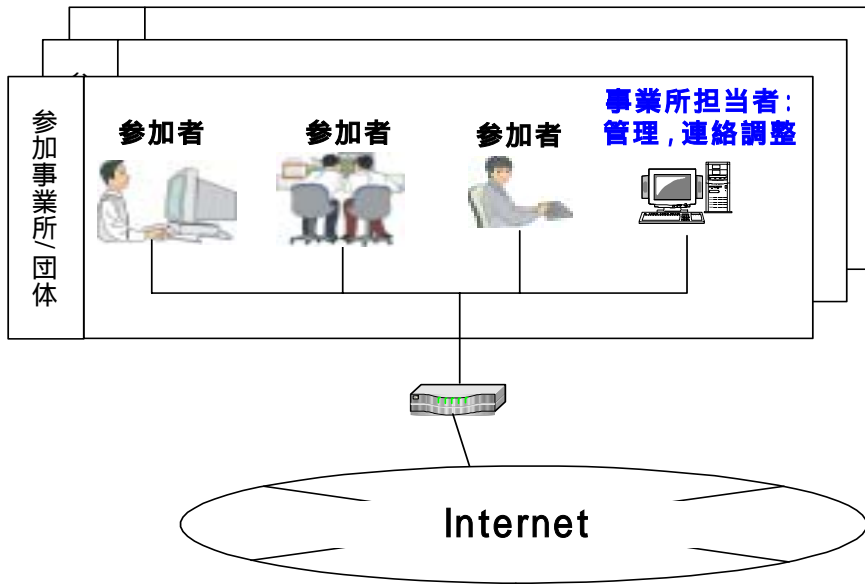 事業所担当者:
管理,連絡調整
参加者
参加者
参加者
参加事業所/団体
Internet